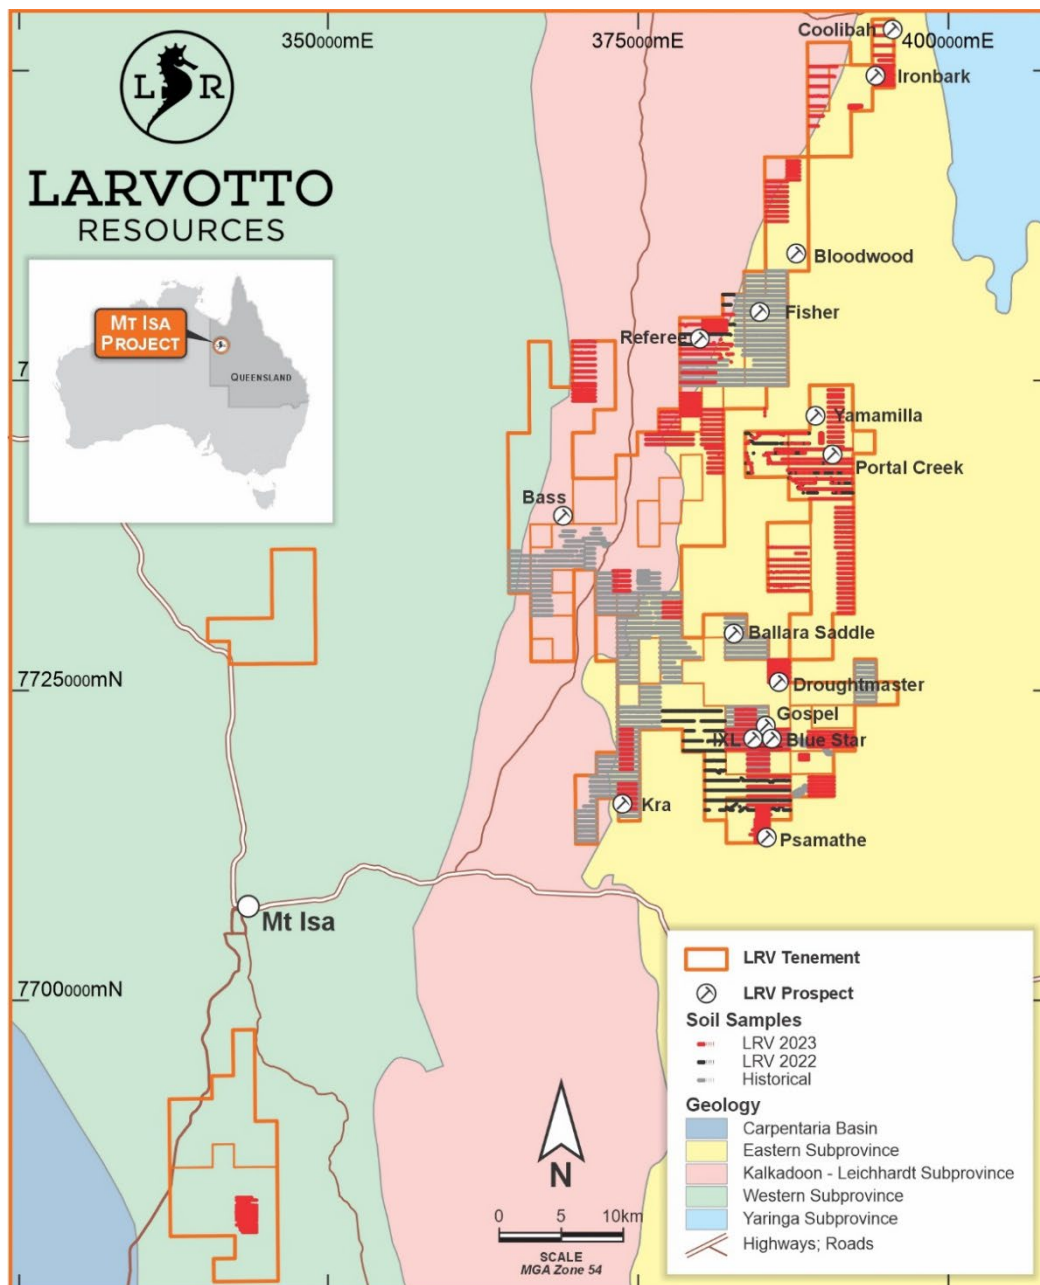 350000mE
375000mE
400000mE
Coolibah
Ironbark
L R
LARVOTTO
RESOURCES
MT ISA
PROJECT
QUEENSLAND
Bloodwood
Fisher
Referee
7
Yamamilla
Portal Creek
Bass
Ballara Saddle
7725000mN
Droughtmaster
Gospel
IXL
Blue Star
Kra
Psamathe
Mt Isa
7700000mN
N
0 5 10km
SCALE
MGA Zone 54
LRV Tenement
LRV Prospect
Soil Samples
LRV 2023
LRV 2022
Historical
Geology
Carpentaria Basin
Eastern Subprovince
Kalkadoon - Leichhardt Subprovince
Western Subprovince
Yaringa Subprovince
Highways; Roads